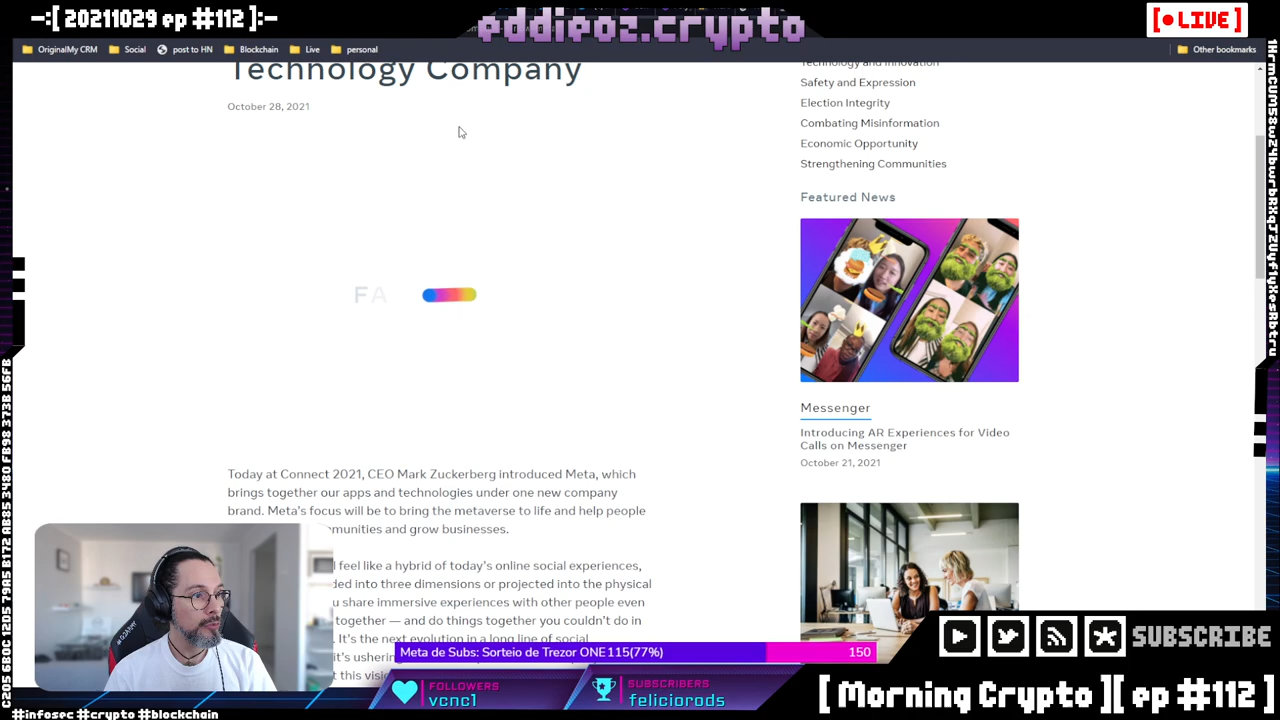 -:[ 20211029 ep #112 ]:-
eddieoz.crypto
[ LIVE ]
OriginalMy CRM
Social
post to HN
Blockchain
Live
personal
Other bookmarks
Technology Company
October 28, 2021
FA
Today at Connect 2021, CEO Mark Zuckerberg introduced Meta, which
brings together our apps and technologies under one new company
brand. Meta's focus will be to bring the metaverse to life and help people
munities and grow businesses.
feel like a hybrid of today's online social experiences,
ded into three dimensions or projected into the physical
u share immersive experiences with other people even
together — and do things together you couldn't do in
It's the next evolution in a long line of social
it's ushering
t this visi
Technology and Innovation
Safety and Expression
Election Integrity
Combating Misinformation
Economic Opportunity
Strengthening Communities
Featured News
Messenger
Introducing AR Experiences for Video
Calls on Messenger
October 21, 2021
Meta de Subs: Sorteio de Trezor ONE
115(77%)
150
FOLLOWERS
vcnc1
SUBSCRIBERS
feliciorods
SUBSCRIBE
[ Morning Crypto ][ ep #112 ]
#infosec #crypto #blockchain